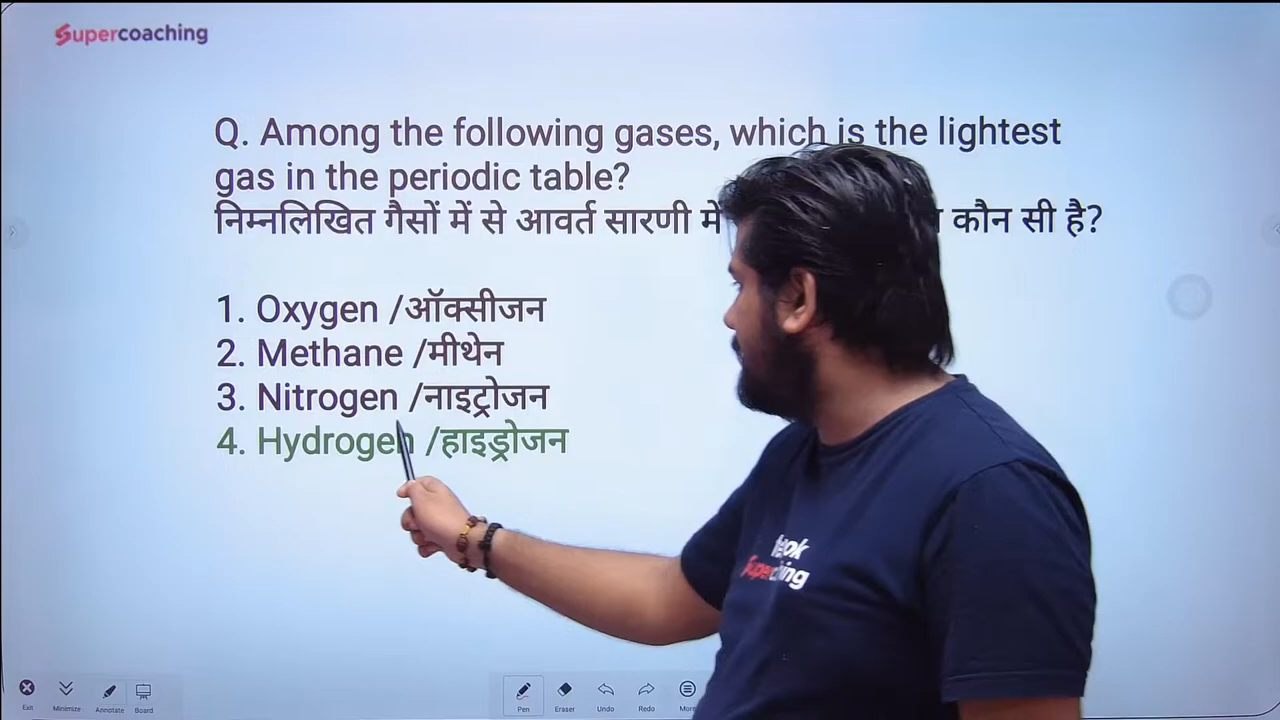 Supercoaching
Q. Among the following gases, which is the lightest
gas in the periodic table?
निम्नलिखित गैसों में से आवर्त सारणी में कौन सी है?
1. Oxygen /ऑक्सीजन
2. Methane /मीथेन
3. Nitrogen /नाइट्रोजन
4. Hydrogen /हाइड्रोजन
Supercoaching
Exit Minimize Annotate Board Pen Eraser Undo Redo More